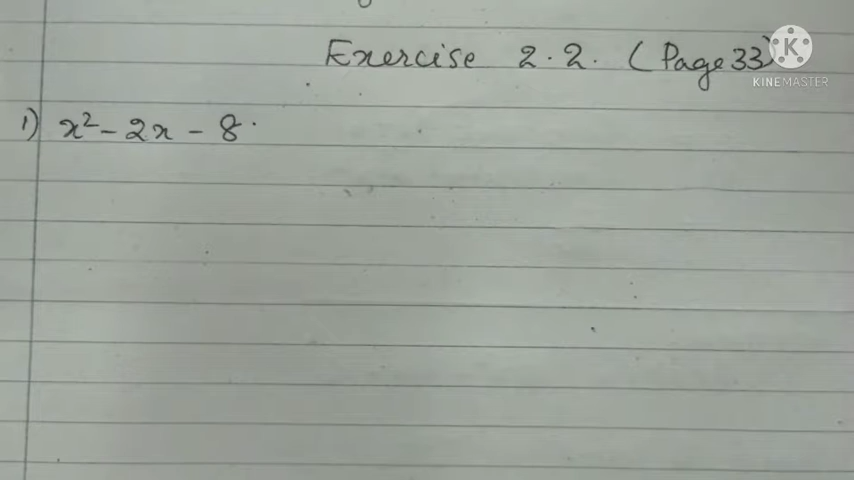 Exercise 2.2. (Page 33)
KINEMASTER
1) x² - 2x - 8.